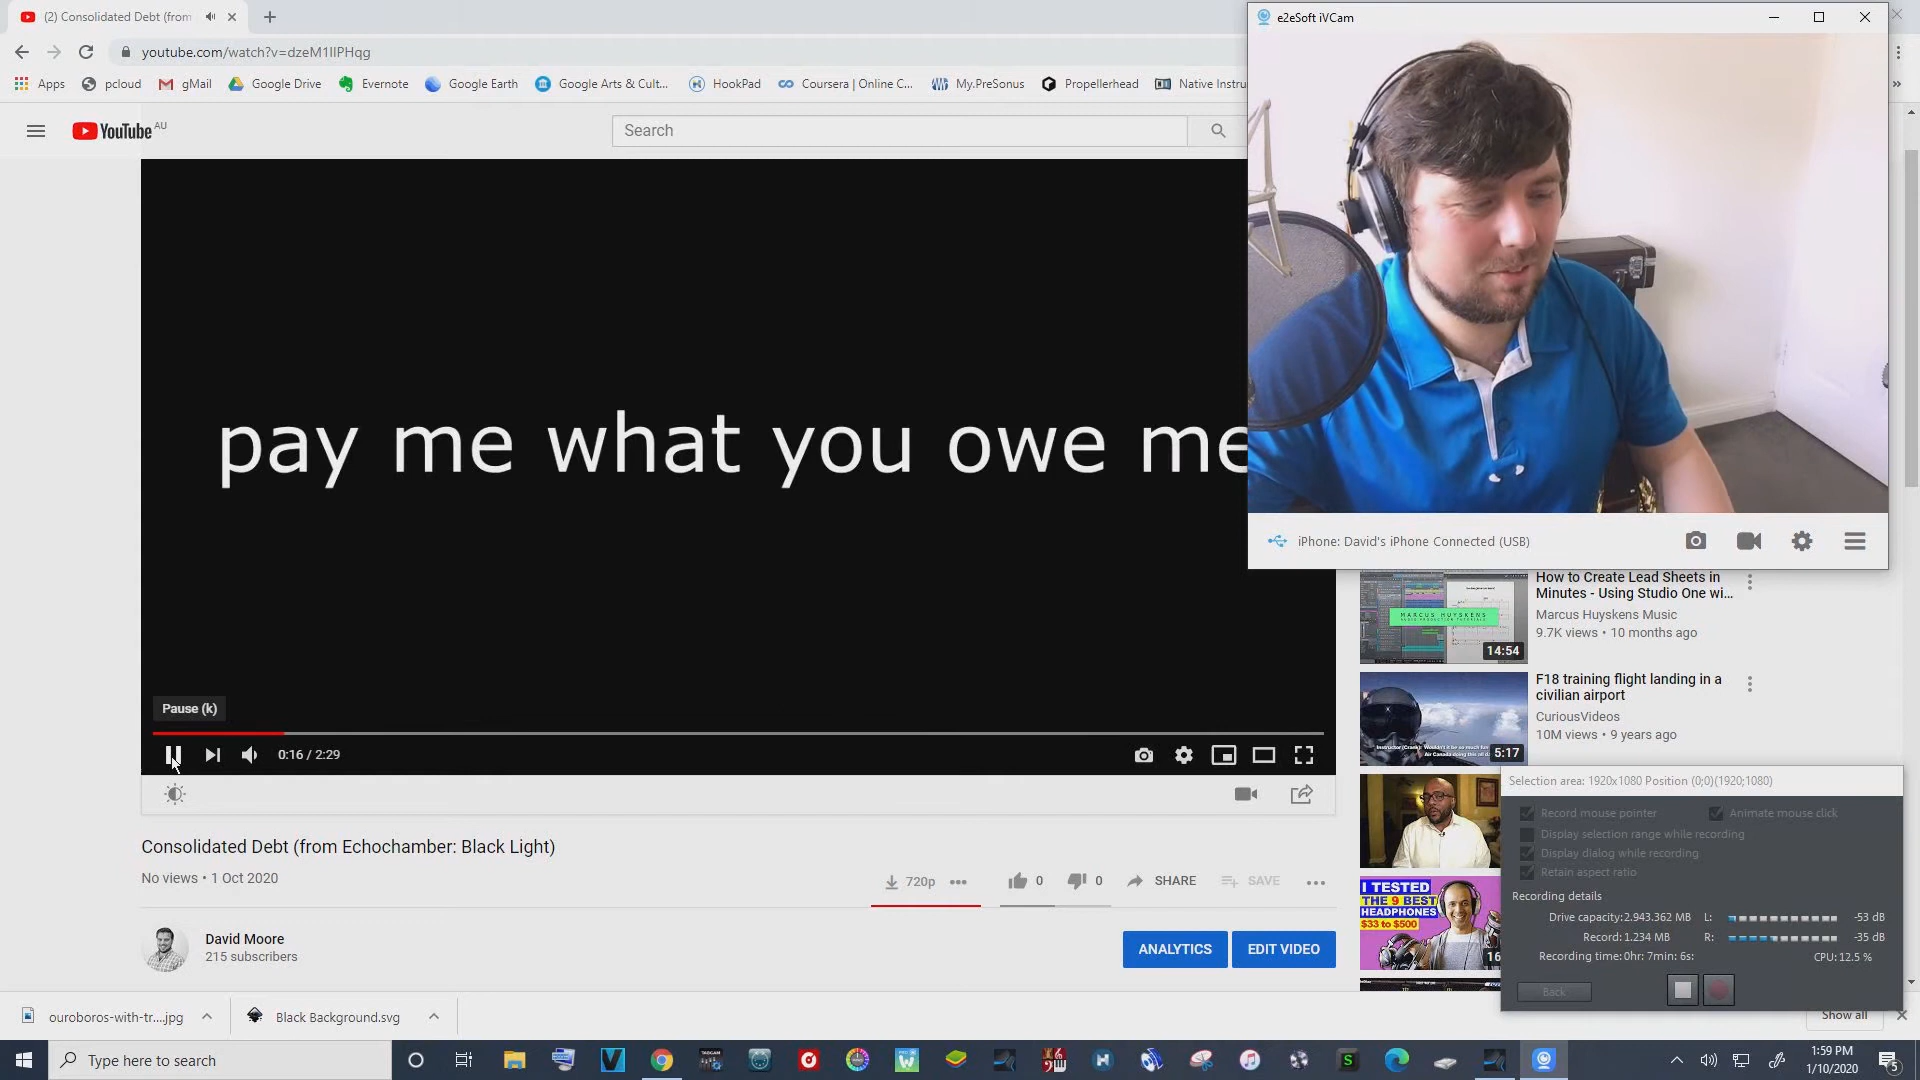 (2) Consolidated Debt (from
youtube.com/watch?v=dzeM1IlPHqg
Apps
pcloud
gMail
Google Drive
Evernote
Google Earth
Google Arts & Cult...
HookPad
Coursera | Online C...
My.PreSonus
Propellerhead
Native Instru
YouTube AU
Search
pay me what you owe me
Pause (k)
0:16 / 2:29
Consolidated Debt (from Echochamber: Black Light)
No views • 1 Oct 2020
720p
0
0
SHARE
SAVE
David Moore
215 subscribers
ANALYTICS
EDIT VIDEO
e2eSoft iVCam
iPhone: David's iPhone Connected (USB)
MARCUS HUYSKENS
14:54
How to Create Lead Sheets in
Minutes - Using Studio One wi...
Marcus Huyskens Music
9.7K views • 10 months ago
5:17
F18 training flight landing in a
civilian airport
CuriousVideos
10M views • 9 years ago
I TESTED
THE 9 BEST
HEADPHONES
$33 to $500
16
Selection area: 1920x1080 Position (0;0)(1920;1080)
Record mouse pointer
Animate mouse click
Display selection range while recording
Display dialog while recording
Retain aspect ratio
Recording details
Drive capacity: 2.943.362 MB
L:
-53 dB
Record: 1.234 MB
R:
-35 dB
Recording time: 0hr: 7min: 6s:
CPU: 12.5 %
Back
ouroboros-with-tr....jpg
Black Background.svg
Show all
Type here to search
1:59 PM
1/10/2020
5